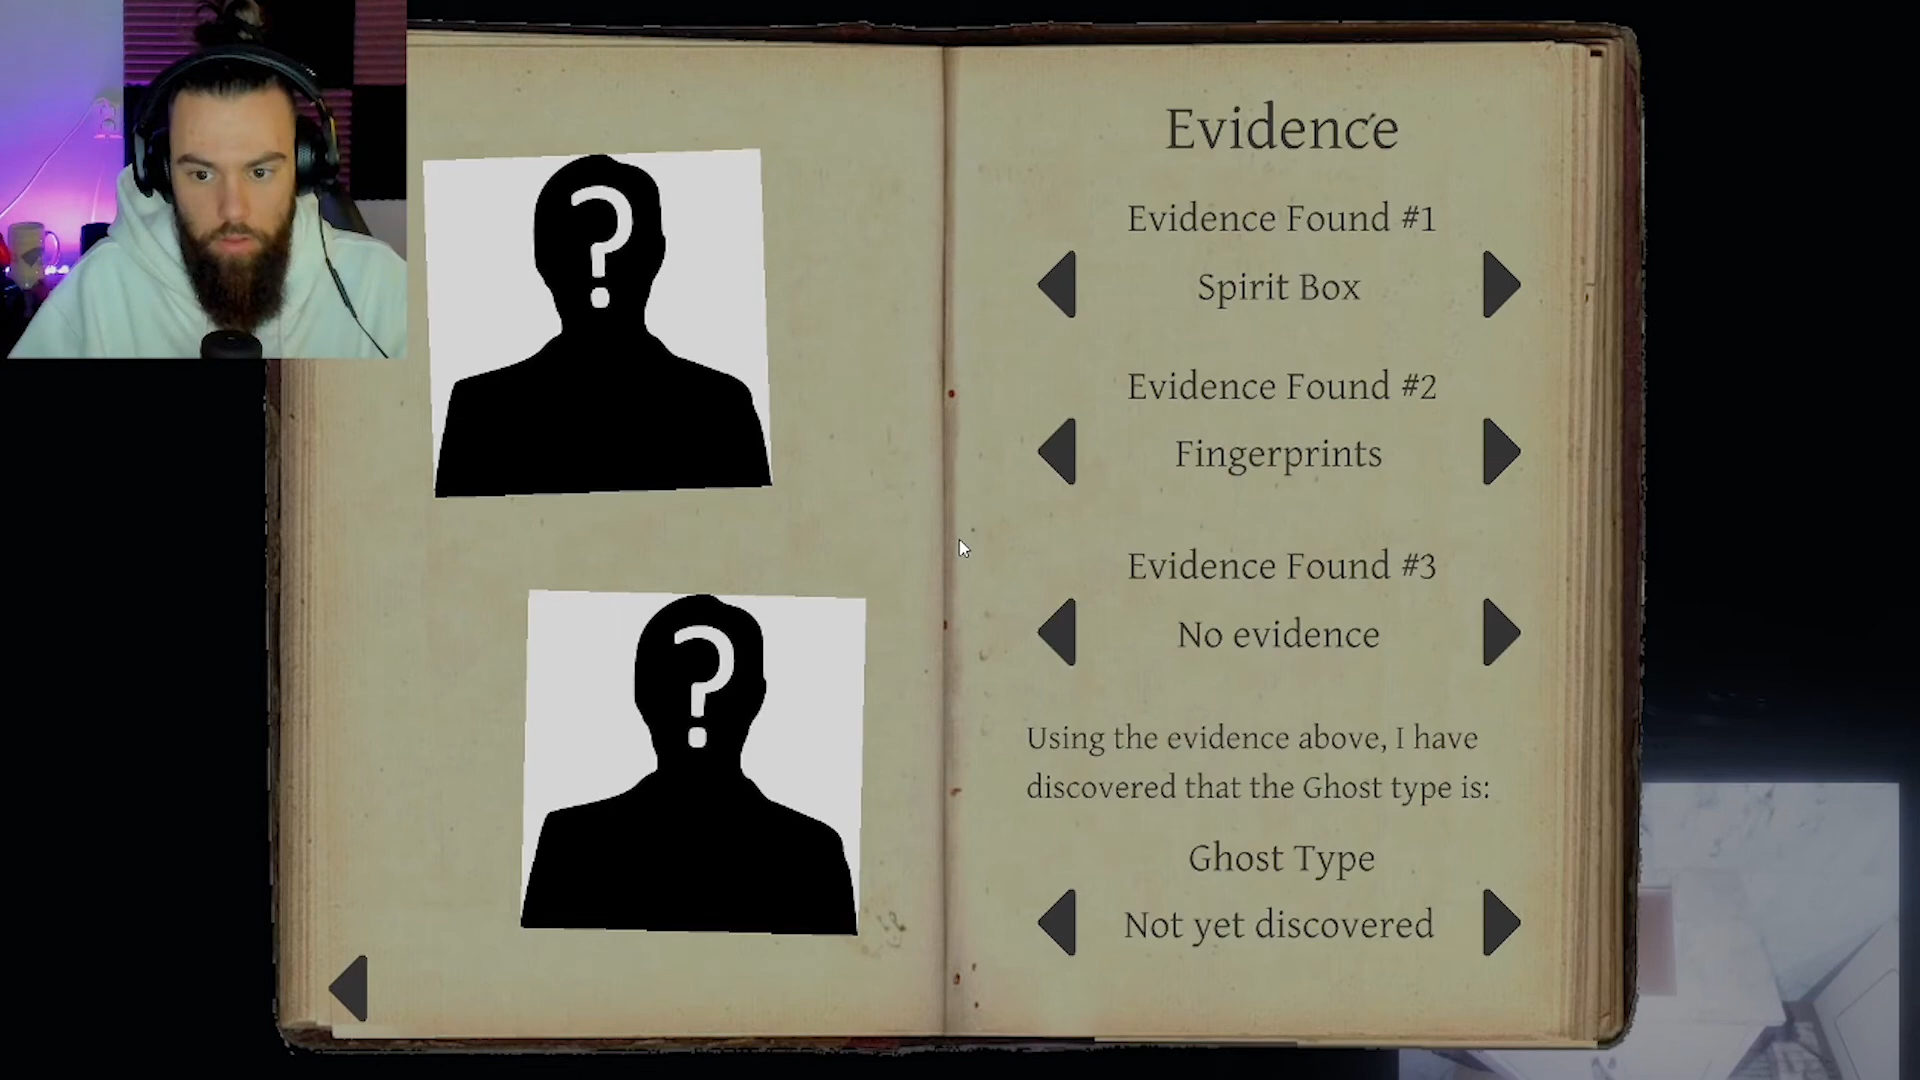 Evidence
Evidence Found #1
Spirit Box
Evidence Found #2
Fingerprints
Evidence Found #3
No evidence
Using the evidence above, I have
discovered that the Ghost type is:
Ghost Type
Not yet discovered
?
?